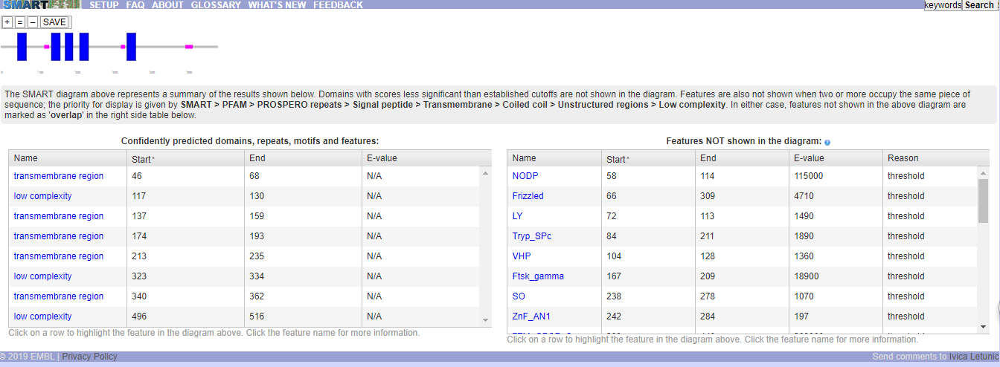 SMART SETUP FAQ ABOUT GLOSSARY WHAT'S NEW FEEDBACK keywords Search
+ = – SAVE
The SMART diagram above represents a summary of the results shown below. Domains with scores less significant than established cutoffs are not shown in the diagram. Features are also not shown when two or more occupy the same piece of
sequence; the priority for display is given by SMART > PFAM > PROSPERO repeats > Signal peptide > Transmembrane > Coiled coil > Unstructured regions > Low complexity. In either case, features not shown in the above diagram are
marked as 'overlap' in the right side table below.
Confidently predicted domains, repeats, motifs and features:
Name Start End E-value
transmembrane region 46 68 N/A
low complexity 117 130 N/A
transmembrane region 137 159 N/A
transmembrane region 174 193 N/A
transmembrane region 213 235 N/A
low complexity 323 334 N/A
transmembrane region 340 362 N/A
low complexity 496 516 N/A
Click on a row to highlight the feature in the diagram above. Click the feature name for more information.
Features NOT shown in the diagram:
Name Start End E-value Reason
NODP 58 114 115000 threshold
Frizzled 66 309 4710 threshold
LY 72 113 1490 threshold
Tryp_SPc 84 211 1890 threshold
VHP 104 128 1360 threshold
Ftsk_gamma 167 209 18900 threshold
SO 238 278 1070 threshold
ZnF_AN1 242 284 197 threshold
Click on a row to highlight the feature in the diagram above. Click the feature name for more information.
© 2019 EMBL | Privacy Policy Send comments to Ivica Letunic